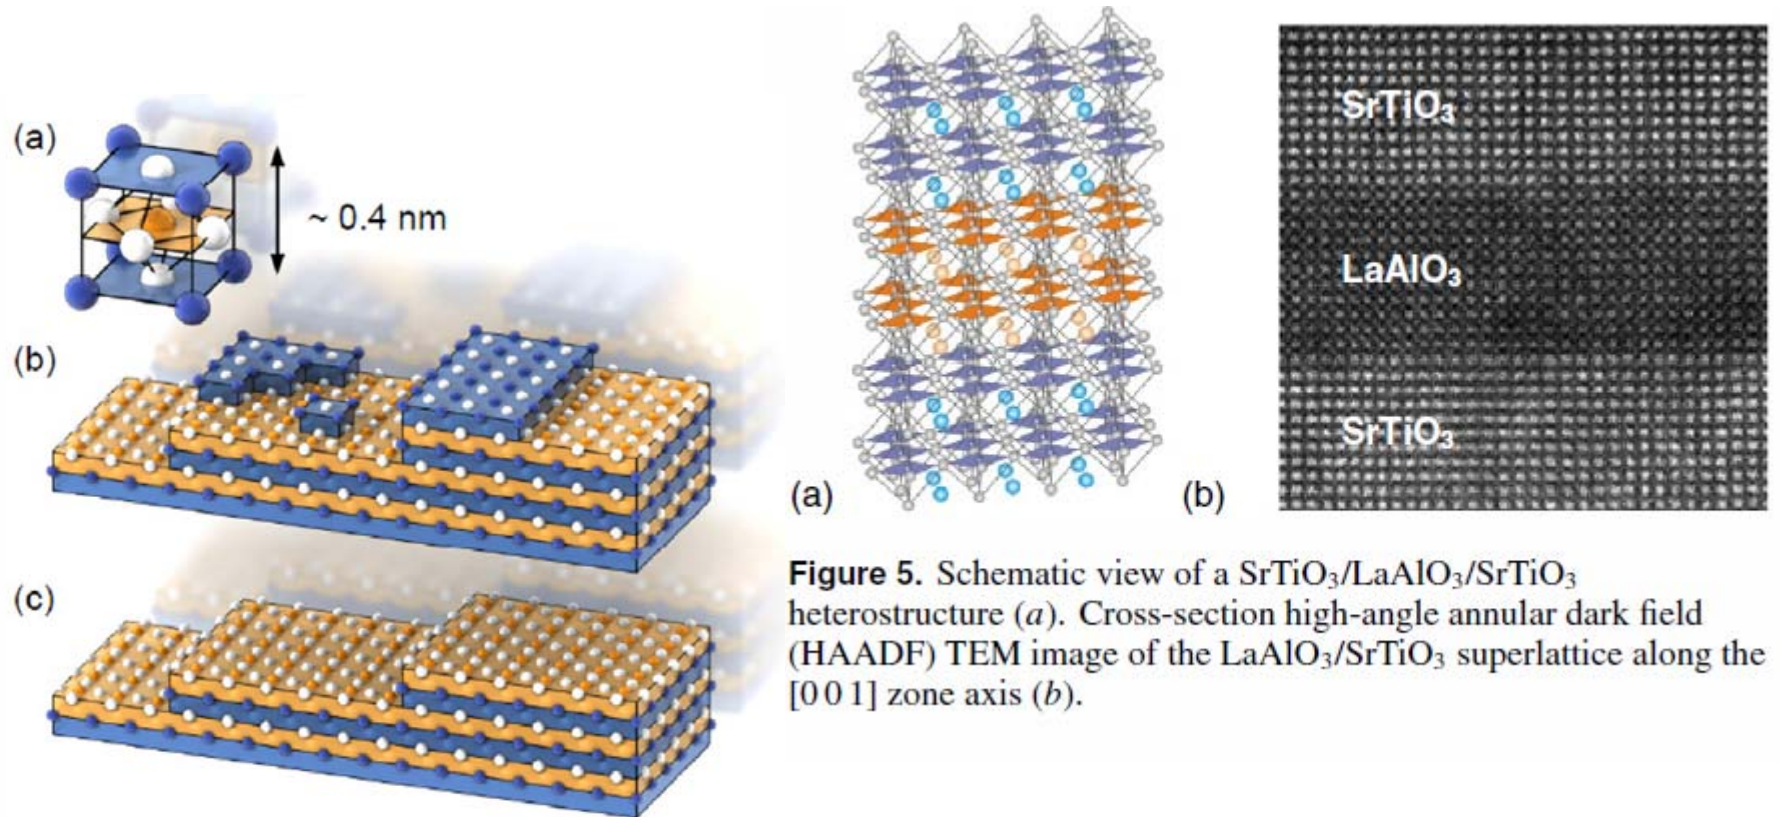 (a)
~ 0.4 nm
(b)
(c)
(a)
(b)
SrTiO₃
LaAlO₃
SrTiO₃
Figure 5. Schematic view of a SrTiO₃/LaAlO₃/SrTiO₃
heterostructure (a). Cross-section high-angle annular dark field
(HAADF) TEM image of the LaAlO₃/SrTiO₃ superlattice along the
[0 0 1] zone axis (b).